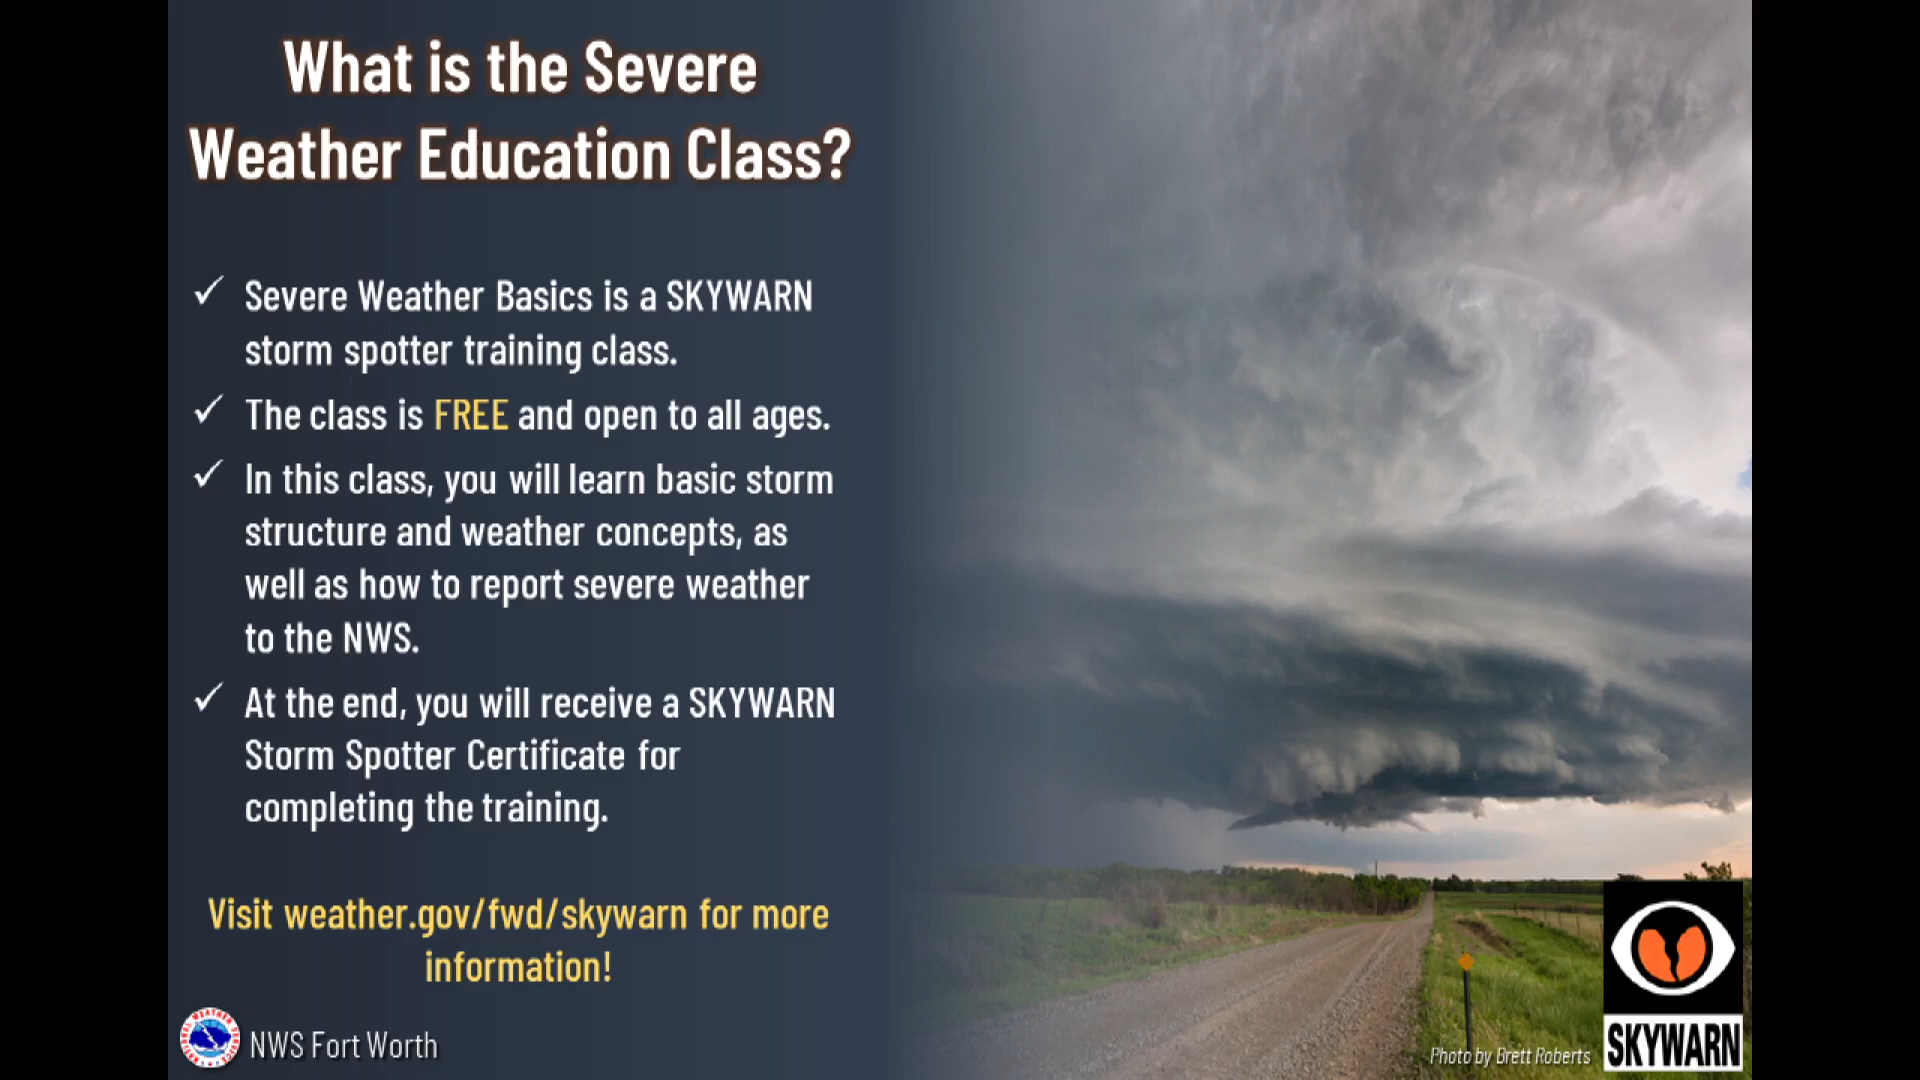 What is the Severe
Weather Education Class?
Severe Weather Basics is a SKYWARN
storm spotter training class.
The class is FREE and open to all ages.
In this class, you will learn basic storm
structure and weather concepts, as
well as how to report severe weather
to the NWS.
At the end, you will receive a SKYWARN
Storm Spotter Certificate for
completing the training.
Visit weather.gov/fwd/skywarn for more
information!
NWS Fort Worth
Photo by Brett Roberts
SKYWARN